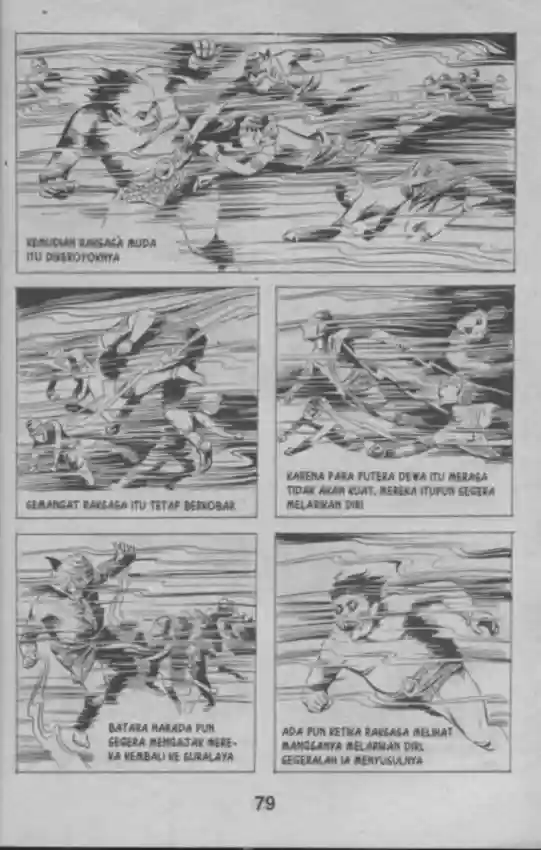 KEMUDIAN RAKSASA MUDA
ITU DIKEROYOKNYA
SEMANGAT RAKSASA ITU TETAP BERKOBAR
KARENA PARA PUTERA DEWA ITU MERASA
TIDAK AKAN KUAT, MEREKA ITUPUN SEGERA
MELARIKAN DIRI
BATARA NARADA PUN
SEGERA MENGAJAK MERE-
KA KEMBALI KE SURALAYA
ADA PUN KETIKA RAKSASA MELIHAT
MANGSANYA MELARIKAN DIRI,
SEGERALAH IA MENYUSULNYA
79